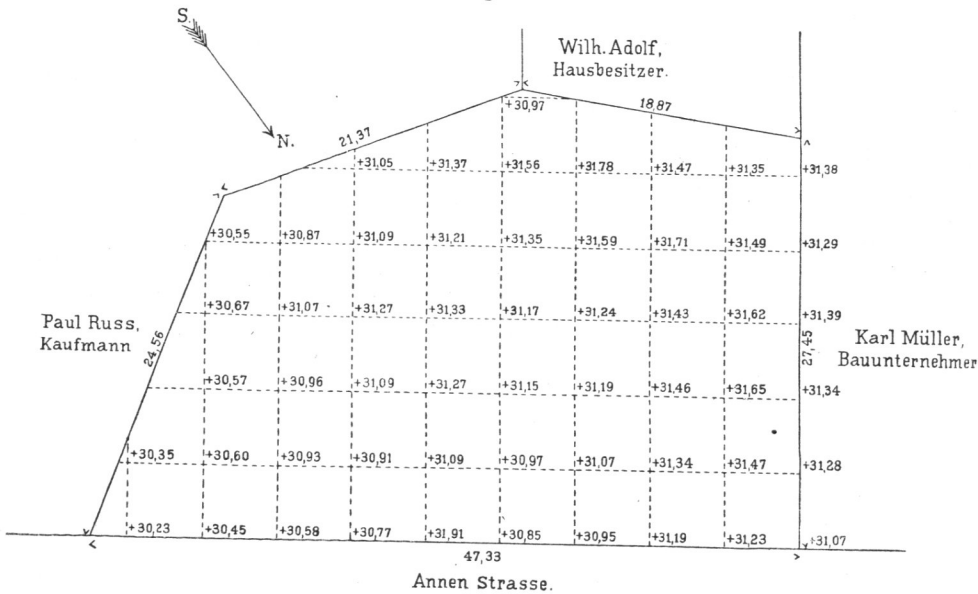 S.
Wilh. Adolf,
Hausbesitzer.
+30,97
18,87
N.
21,37
+31,05 +31,37 +31,56 +31,78 +31,47 +31,35 +31,38
+30,55 +30,87 +31,09 +31,21 +31,35 +31,59 +31,71 +31,49 +31,29
+30,67 +31,07 +31,27 +31,33 +31,17 +31,24 +31,43 +31,62 +31,39
Paul Russ,
Kaufmann
24,56
27,45
Karl Müller,
Bauunternehmer
+30,57 +30,96 +31,09 +31,27 +31,15 +31,19 +31,46 +31,65 +31,34
+30,35 +30,60 +30,93 +30,91 +31,09 +30,97 +31,07 +31,34 +31,47 +31,28
+30,23 +30,45 +30,58 +30,77 +31,91 +30,85 +30,95 +31,19 +31,23 +31,07
47,33
Annen Strasse.